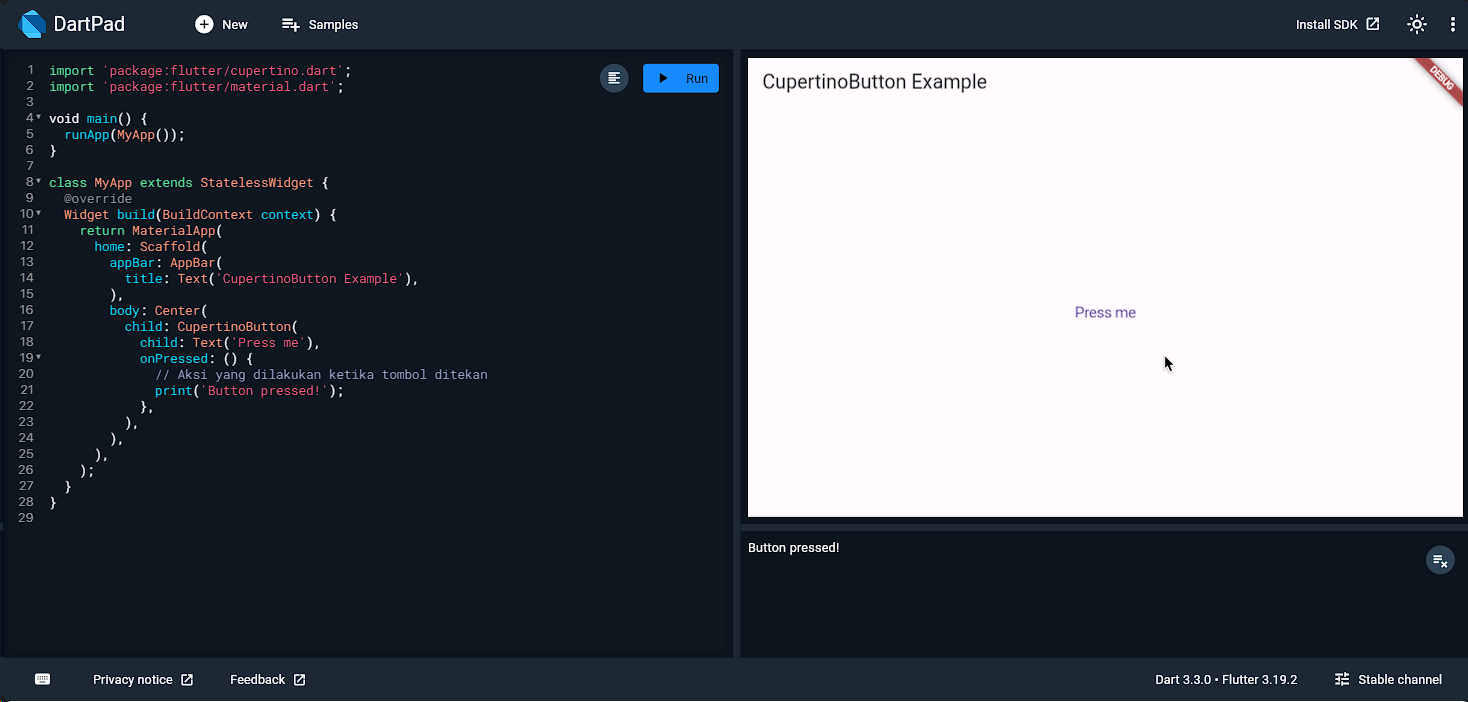 DartPad
New
Samples
Install SDK
1 import 'package:flutter/cupertino.dart';
2 import 'package:flutter/material.dart';
3
4 void main() {
5   runApp(MyApp());
6 }
7
8 class MyApp extends StatelessWidget {
9   @override
10   Widget build(BuildContext context) {
11     return MaterialApp(
12       home: Scaffold(
13         appBar: AppBar(
14           title: Text('CupertinoButton Example'),
15         ),
16         body: Center(
17           child: CupertinoButton(
18             child: Text('Press me'),
19             onPressed: () {
20               // Aksi yang dilakukan ketika tombol ditekan
21               print('Button pressed!');
22             },
23           ),
24         ),
25       ),
26     );
27   }
28 }
29
Run
CupertinoButton Example
DEBUG
Press me
Button pressed!
Privacy notice
Feedback
Dart 3.3.0 • Flutter 3.19.2
Stable channel